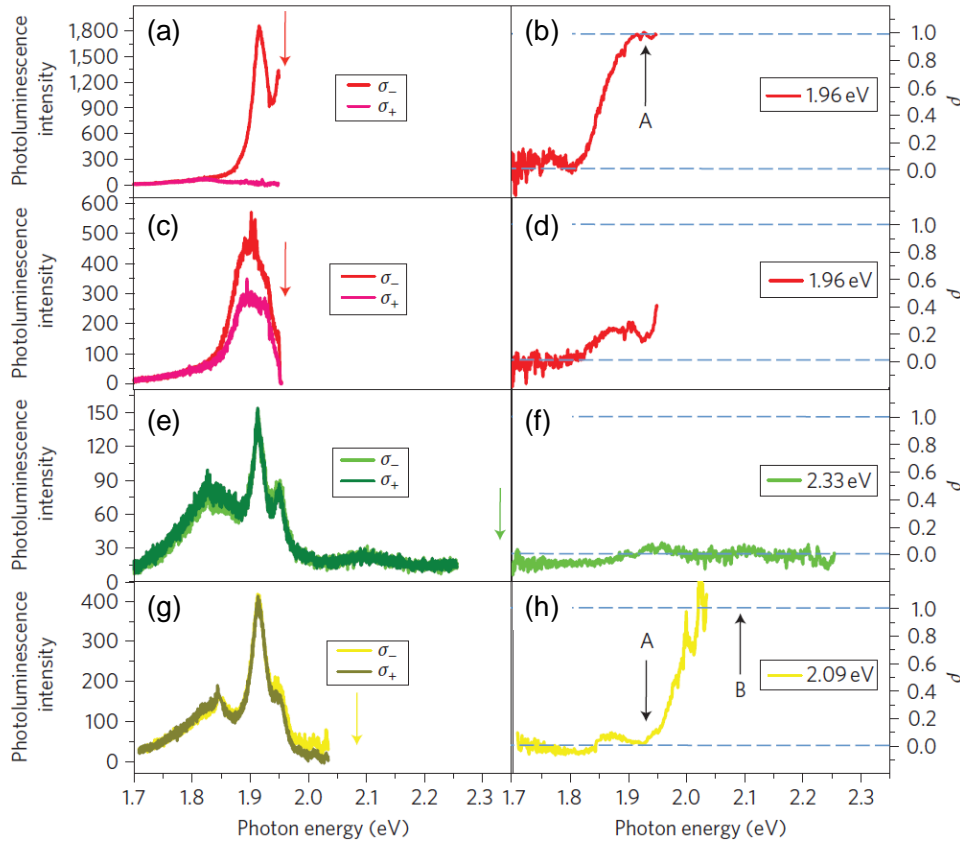 (a)
Photoluminescence
intensity
1,800
1,500
1,200
900
600
300
0
σ−
σ+
(b)
A
1.96 eV
1.0
0.8
0.6
0.4
0.2
0.0
ρ
(c)
Photoluminescence
intensity
600
500
400
300
200
100
0
σ−
σ+
(d)
1.96 eV
1.0
0.8
0.6
0.4
0.2
0.0
ρ
(e)
Photoluminescence
intensity
150
120
90
60
30
σ−
σ+
(f)
2.33 eV
1.0
0.8
0.6
0.4
0.2
0.0
ρ
(g)
Photoluminescence
intensity
400
300
200
100
0
σ−
σ+
(h)
A
B
2.09 eV
1.0
0.8
0.6
0.4
0.2
0.0
ρ
1.7 1.8 1.9 2.0 2.1 2.2 2.3
Photon energy (eV)
1.7 1.8 1.9 2.0 2.1 2.2 2.3
Photon energy (eV)